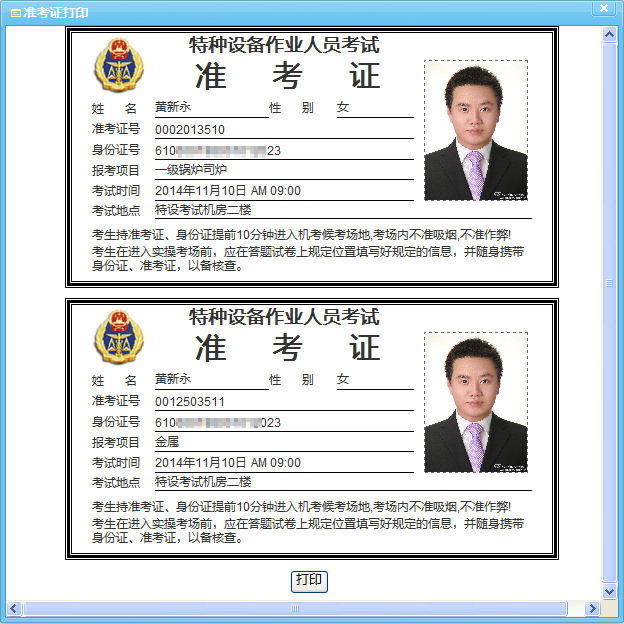 准考证打印
特种设备作业人员考试
准 考 证
姓 名 黄新永 性 别 女
准考证号 0002013510
身份证号 610 23
报考项目 一级锅炉司炉
考试时间 2014年11月10日 AM 09:00
考试地点 特设考试机房二楼
考生持准考证、身份证提前10分钟进入机考候考场地,考场内不准吸烟,不准作弊!
考生在进入实操考场前，应在答题试卷上规定位置填写好规定的信息，并随身携带
身份证、准考证，以备核查。
特种设备作业人员考试
准 考 证
姓 名 黄新永 性 别 女
准考证号 0012503511
身份证号 610 023
报考项目 金属
考试时间 2014年11月10日 AM 09:00
考试地点 特设考试机房二楼
考生持准考证、身份证提前10分钟进入机考候考场地,考场内不准吸烟,不准作弊!
考生在进入实操考场前，应在答题试卷上规定位置填写好规定的信息，并随身携带
身份证、准考证，以备核查。
打印